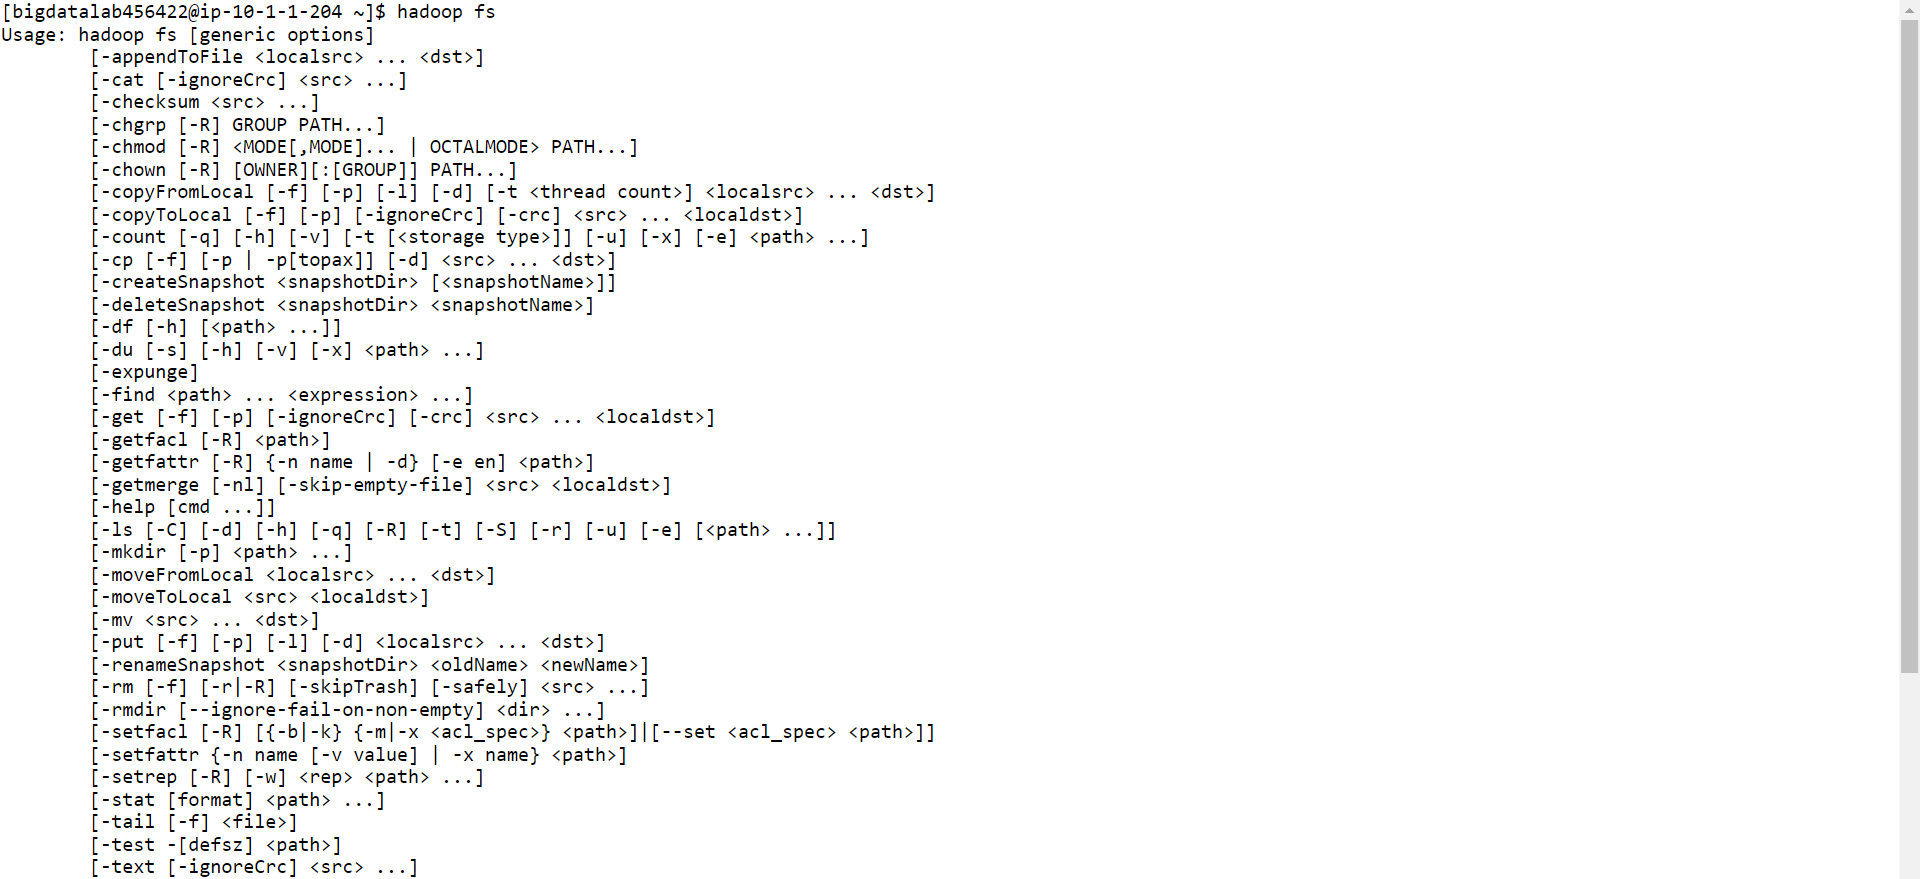 [bigdatalab456422@ip-10-1-1-204 ~]$ hadoop fs
Usage: hadoop fs [generic options]
        [-appendToFile <localsrc> ... <dst>]
        [-cat [-ignoreCrc] <src> ...]
        [-checksum <src> ...]
        [-chgrp [-R] GROUP PATH...]
        [-chmod [-R] <MODE[,MODE]... | OCTALMODE> PATH...]
        [-chown [-R] [OWNER][:[GROUP]] PATH...]
        [-copyFromLocal [-f] [-p] [-l] [-d] [-t <thread count>] <localsrc> ... <dst>]
        [-copyToLocal [-f] [-p] [-ignoreCrc] [-crc] <src> ... <localdst>]
        [-count [-q] [-h] [-v] [-t [<storage type>]] [-u] [-x] [-e] <path> ...]
        [-cp [-f] [-p | -p[topax]] [-d] <src> ... <dst>]
        [-createSnapshot <snapshotDir> [<snapshotName>]]
        [-deleteSnapshot <snapshotDir> <snapshotName>]
        [-df [-h] [<path> ...]]
        [-du [-s] [-h] [-v] [-x] <path> ...]
        [-expunge]
        [-find <path> ... <expression> ...]
        [-get [-f] [-p] [-ignoreCrc] [-crc] <src> ... <localdst>]
        [-getfacl [-R] <path>]
        [-getfattr [-R] {-n name | -d} [-e en] <path>]
        [-getmerge [-nl] [-skip-empty-file] <src> <localdst>]
        [-help [cmd ...]]
        [-ls [-C] [-d] [-h] [-q] [-R] [-t] [-S] [-r] [-u] [-e] [<path> ...]]
        [-mkdir [-p] <path> ...]
        [-moveFromLocal <localsrc> ... <dst>]
        [-moveToLocal <src> <localdst>]
        [-mv <src> ... <dst>]
        [-put [-f] [-p] [-l] [-d] <localsrc> ... <dst>]
        [-renameSnapshot <snapshotDir> <oldName> <newName>]
        [-rm [-f] [-r|-R] [-skipTrash] [-safely] <src> ...]
        [-rmdir [--ignore-fail-on-non-empty] <dir> ...]
        [-setfacl [-R] [{-b|-k} {-m|-x <acl_spec>} <path>]|[--set <acl_spec> <path>]]
        [-setfattr {-n name [-v value] | -x name} <path>]
        [-setrep [-R] [-w] <rep> <path> ...]
        [-stat [format] <path> ...]
        [-tail [-f] <file>]
        [-test -[defsz] <path>]
        [-text [-ignoreCrc] <src> ...]